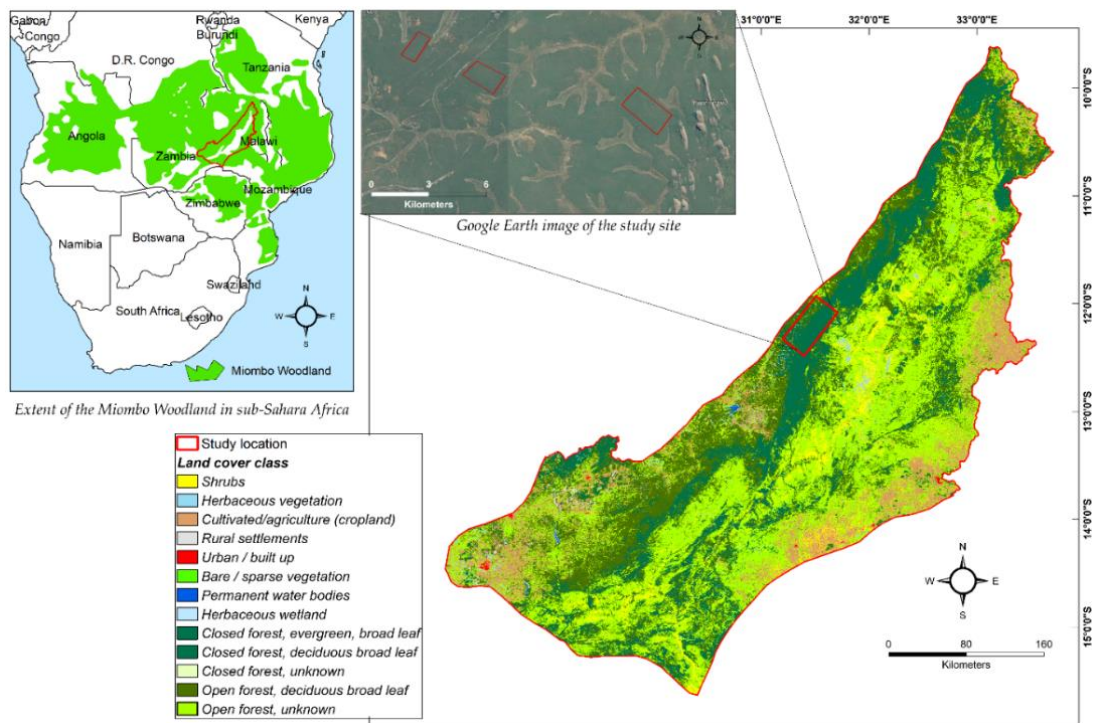 Gabon
Congo
Congo
Rwanda
Burundi
Kenya
D.R. Congo
Tanzania
Angola
Zambia
Malawi
Mozambique
Zimbabwe
Namibia
Botswana
Swaziland
South Africa
Lesotho
N
W E
S
Miombo Woodland
Extent of the Miombo Woodland in sub-Sahara Africa
0 3 6
Kilometers
Google Earth image of the study site
31°0'0"E 32°0'0"E 33°0'0"E
10°0'0"S
11°0'0"S
12°0'0"S
13°0'0"S
14°0'0"S
15°0'0"S
Study location
Land cover class
Shrubs
Herbaceous vegetation
Cultivated/agriculture (cropland)
Rural settlements
Urban / built up
Bare / sparse vegetation
Permanent water bodies
Herbaceous wetland
Closed forest, evergreen, broad leaf
Closed forest, deciduous broad leaf
Closed forest, unknown
Open forest, deciduous broad leaf
Open forest, unknown
N
W E
S
0 40 80 160
Kilometers